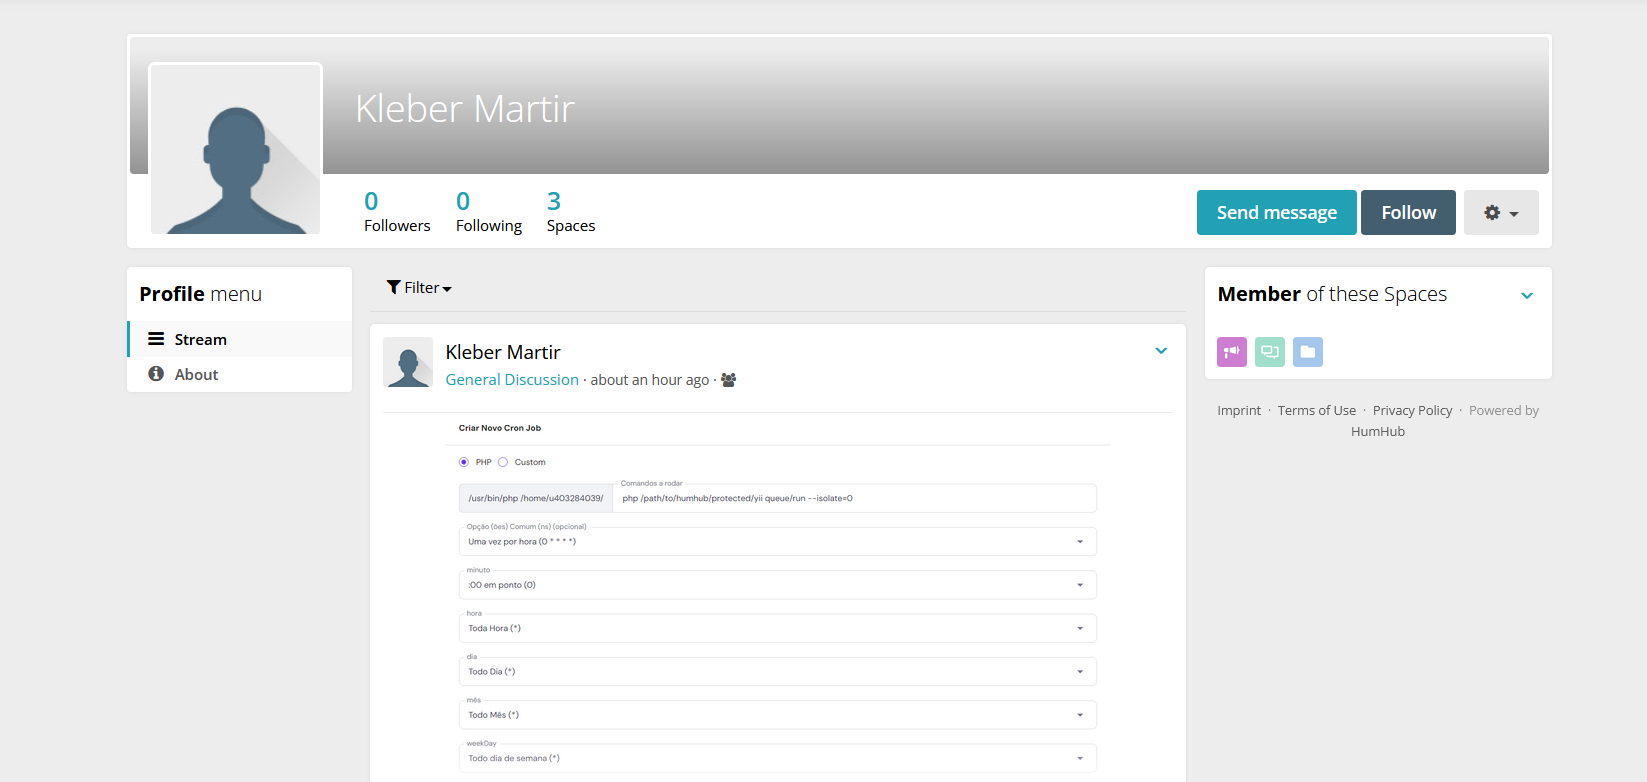 Kleber Martir
0
Followers
0
Following
3
Spaces
Send message
Follow
Profile menu
Stream
About
Filter
Kleber Martir
General Discussion · about an hour ago ·
Criar Novo Cron Job
PHP
Custom
/usr/bin/php /home/u403284039/
Comandos a rodar
php /path/to/humhub/protected/yii queue/run --isolate=0
Opção (ões) Comum (ns) (opcional)
Uma vez por hora (0 * * * *)
minuto
:00 em ponto (0)
hora
Toda Hora (*)
dia
Todo Dia (*)
mês
Todo Mês (*)
weekDay
Todo dia de semana (*)
Member of these Spaces
Imprint · Terms of Use · Privacy Policy · Powered by
HumHub